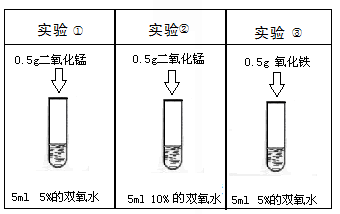 实验 ①
实验②
实验 ③
0.5g二氧化锰
0.5g二氧化锰
0.5g 氧化铁
5ml 5%的双氧水
5ml 10% 的双氧水
5ml 5%的双氧水